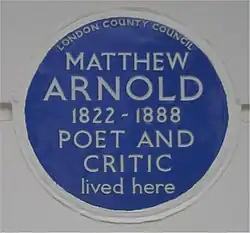 LONDON COUNTY COUNCIL
MATTHEW
ARNOLD
1822-1888
POET AND
CRITIC
lived here